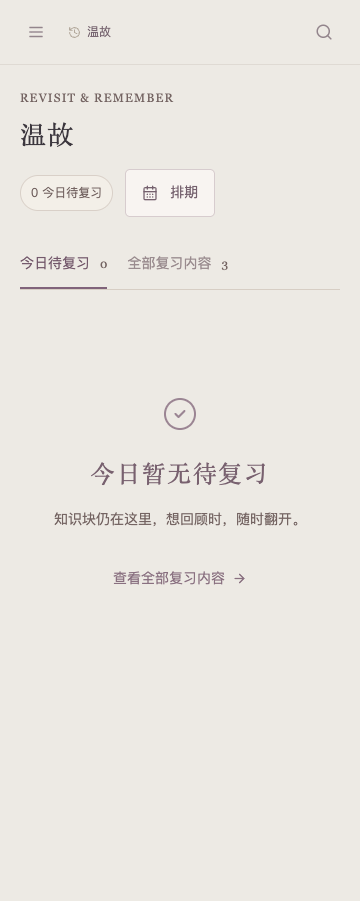 温故
REVISIT & REMEMBER
温故
0 今日待复习
排期
今日待复习 0
全部复习内容 3
今日暂无待复习
知识块仍在这里，想回顾时，随时翻开。
查看全部复习内容 →